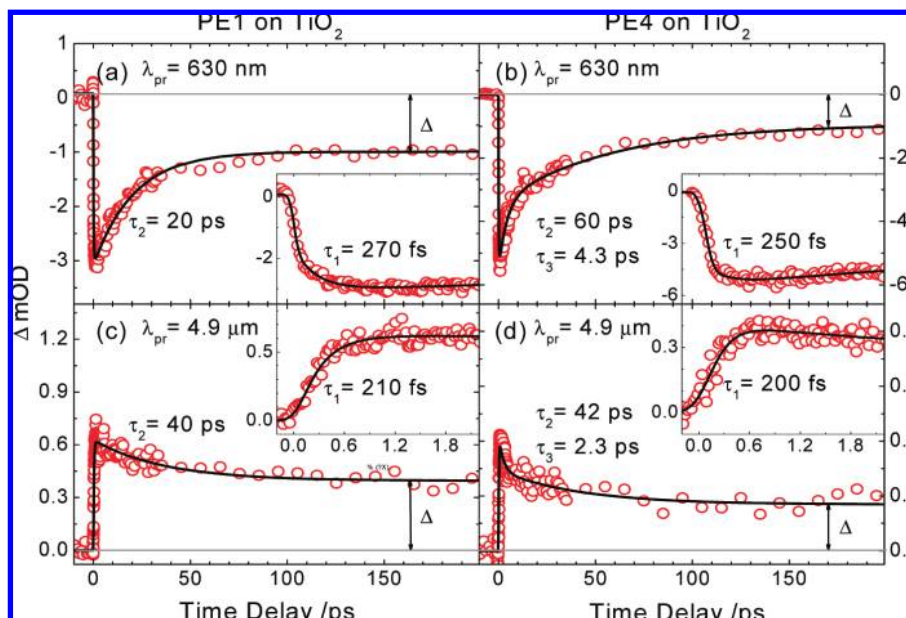 PE1 on TiO₂ PE4 on TiO₂
(a) λpr = 630 nm
(b) λpr = 630 nm
1
0
-1
-2
-3
Δ
τ₂= 20 ps
0
-2
τ₁= 270 fs
Δ
τ₂= 60 ps
τ₃= 4.3 ps
0
-3
-6
τ₁= 250 fs
0
-2
-4
-6
Δ mOD
(c) λpr = 4.9 μm
(d) λpr = 4.9 μm
1.2
0.9
0.6
0.3
0.0
τ₂= 40 ps
0.5
0.0
τ₁= 210 fs
0.0 0.6 1.2 1.8
Δ
τ₂= 42 ps
τ₃= 2.3 ps
0.3
0.0
τ₁= 200 fs
0.0 0.6 1.2 1.8
Δ
0 50 100 150
0 50 100 150
Time Delay /ps
Time Delay /ps